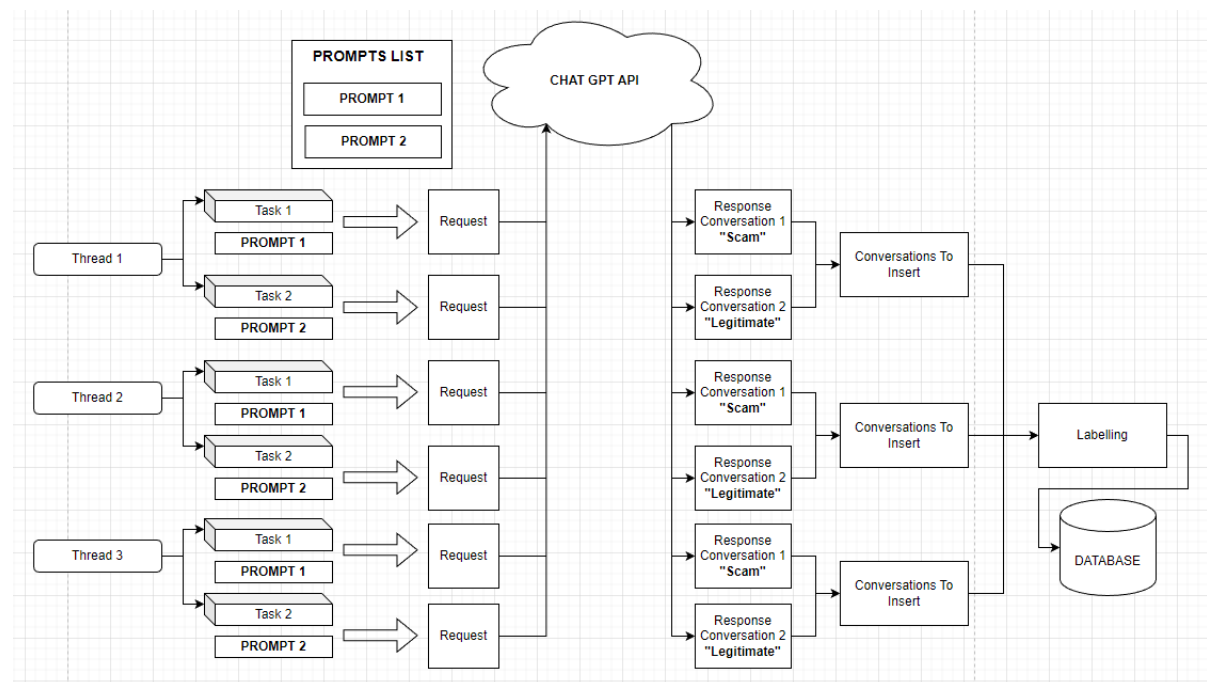 PROMPTS LIST
PROMPT 1
PROMPT 2
CHAT GPT API
Thread 1
Task 1
PROMPT 1
Request
Task 2
PROMPT 2
Request
Thread 2
Task 1
PROMPT 1
Request
Task 2
PROMPT 2
Request
Thread 3
Task 1
PROMPT 1
Request
Task 2
PROMPT 2
Request
Response
Conversation 1
"Scam"
Response
Conversation 2
"Legitimate"
Conversations To
Insert
Response
Conversation 1
"Scam"
Response
Conversation 2
"Legitimate"
Conversations To
Insert
Response
Conversation 1
"Scam"
Response
Conversation 2
"Legitimate"
Conversations To
Insert
Labelling
DATABASE